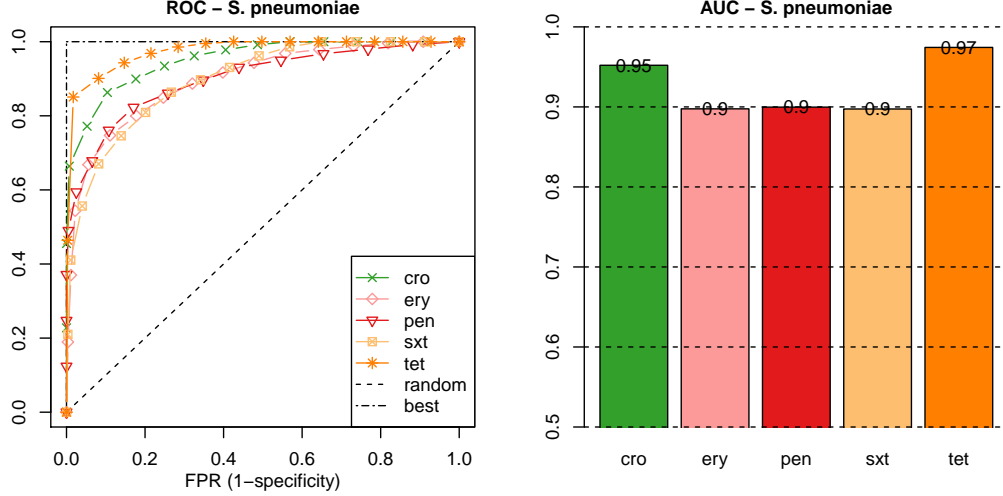 ROC − S. pneumoniae
1.0
0.8
0.6
0.4
0.2
0.0
cro
ery
pen
sxt
tet
random
best
0.0 0.2 0.4 0.6 0.8 1.0
FPR (1−specificity)
AUC − S. pneumoniae
1.0
0.9
0.8
0.7
0.6
0.5
0.95 0.9 0.9 0.9 0.97
cro ery pen sxt tet